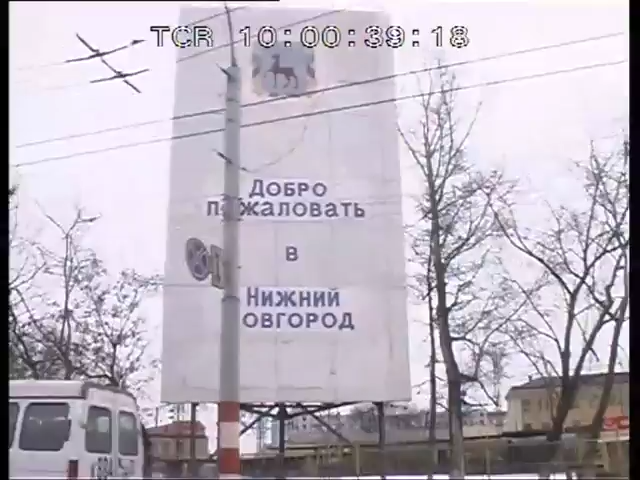 TCR 10:00:39:18
Добро
пожаловать
в
Нижний
Новгород